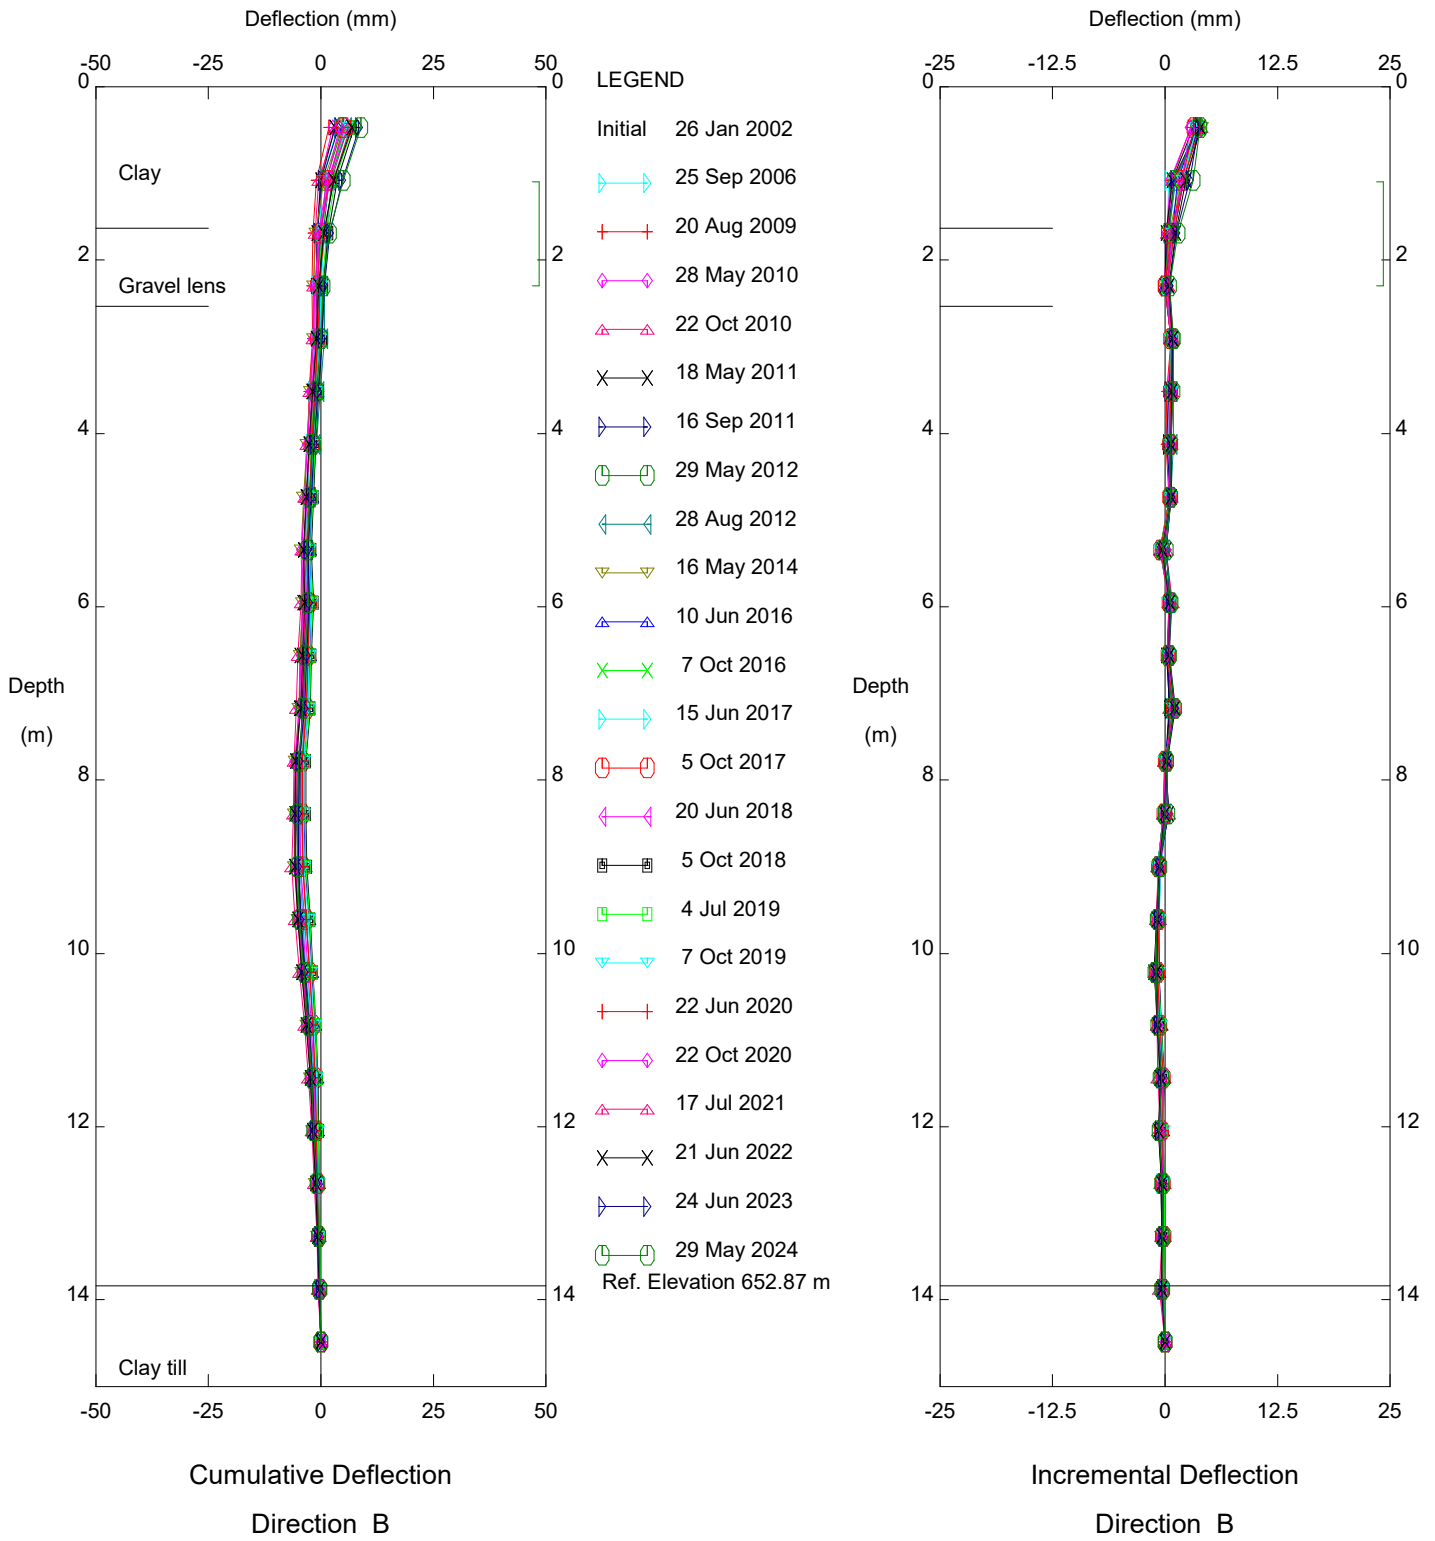 Deflection (mm)
-50 -25 0 25 50
0 0
Clay
2 2
Gravel lens
4 4
6 6
Depth
(m)
8 8
10 10
12 12
14 14
Clay till
-50 -25 0 25 50
Cumulative Deflection
Direction B
LEGEND
Initial 26 Jan 2002
25 Sep 2006
20 Aug 2009
28 May 2010
22 Oct 2010
18 May 2011
16 Sep 2011
29 May 2012
28 Aug 2012
16 May 2014
10 Jun 2016
7 Oct 2016
15 Jun 2017
5 Oct 2017
20 Jun 2018
5 Oct 2018
4 Jul 2019
7 Oct 2019
22 Jun 2020
22 Oct 2020
17 Jul 2021
21 Jun 2022
24 Jun 2023
29 May 2024
Ref. Elevation 652.87 m
Deflection (mm)
-25 -12.5 0 12.5 25
0 0
2 2
4 4
6 6
Depth
(m)
8 8
10 10
12 12
14 14
-25 -12.5 0 12.5 25
Incremental Deflection
Direction B